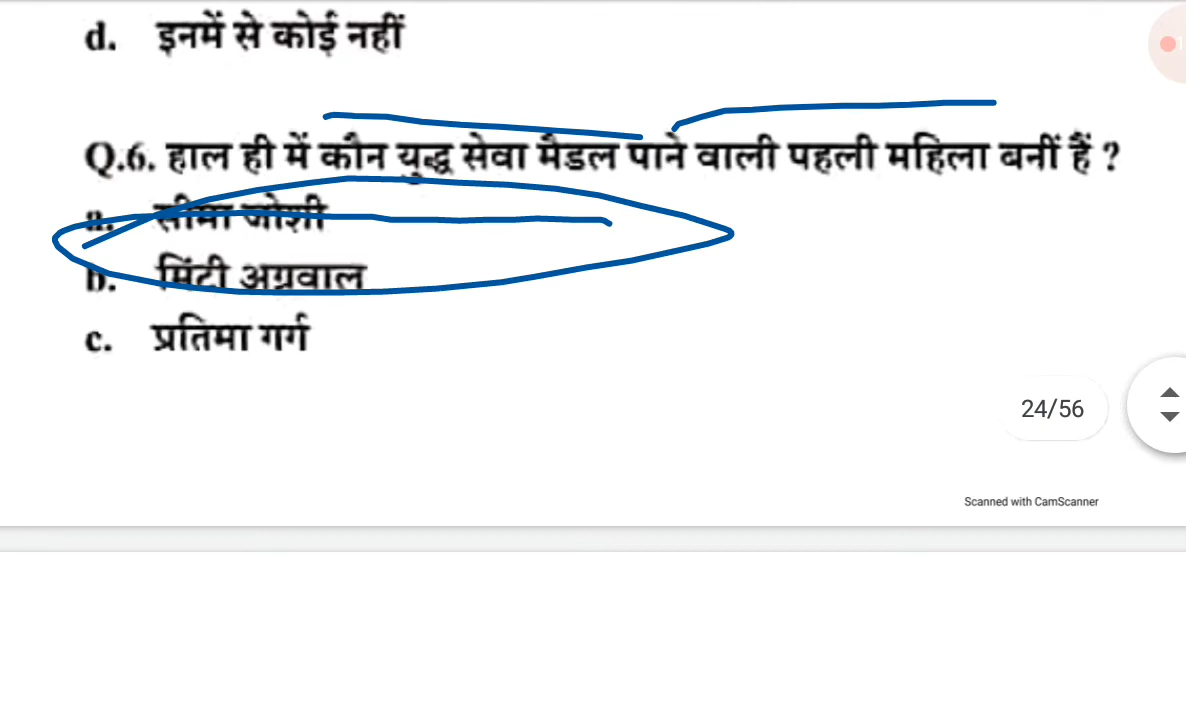 d. इनमें से कोई नहीं
Q.6. हाल ही में कौन युद्ध सेवा मैडल पाने वाली पहली महिला बनीं हैं ?
a. सीमा जोशी
b. मिंटी अग्रवाल
c. प्रतिमा गर्ग
24/56
Scanned with CamScanner